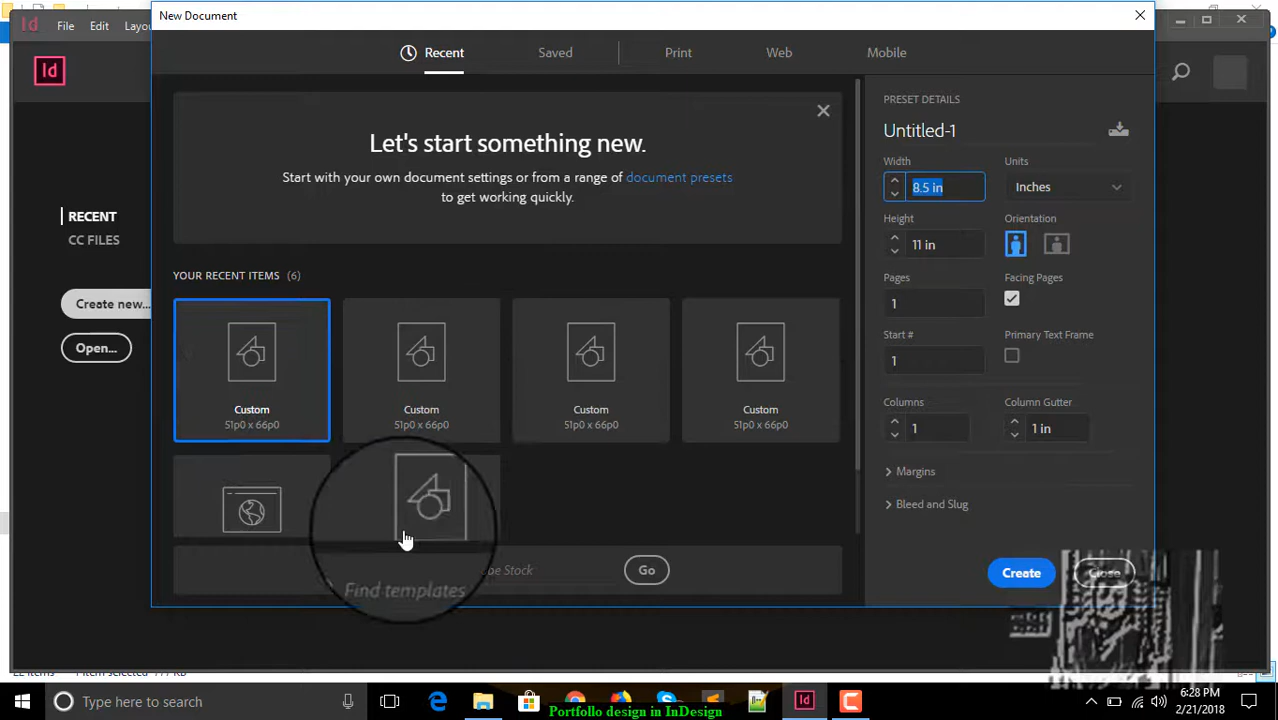 New Document
Id File Edit Layou
Id
Recent Saved Print Web Mobile
Let's start something new.
Start with your own document settings or from a range of document presets
to get working quickly.
RECENT
CC FILES
Create new...
Open...
YOUR RECENT ITEMS (6)
Custom
51p0 x 66p0
Custom
51p0 x 66p0
Custom
51p0 x 66p0
Custom
51p0 x 66p0
Find templates
Stock
Go
PRESET DETAILS
Untitled-1
Width Units
8.5 in Inches
Height Orientation
11 in
Pages Facing Pages
1
Start # Primary Text Frame
1
Columns Column Gutter
1 1 in
Margins
Bleed and Slug
Create Close
Type here to search
Id
6:28 PM
2/21/2018
Portfolio design in InDesign